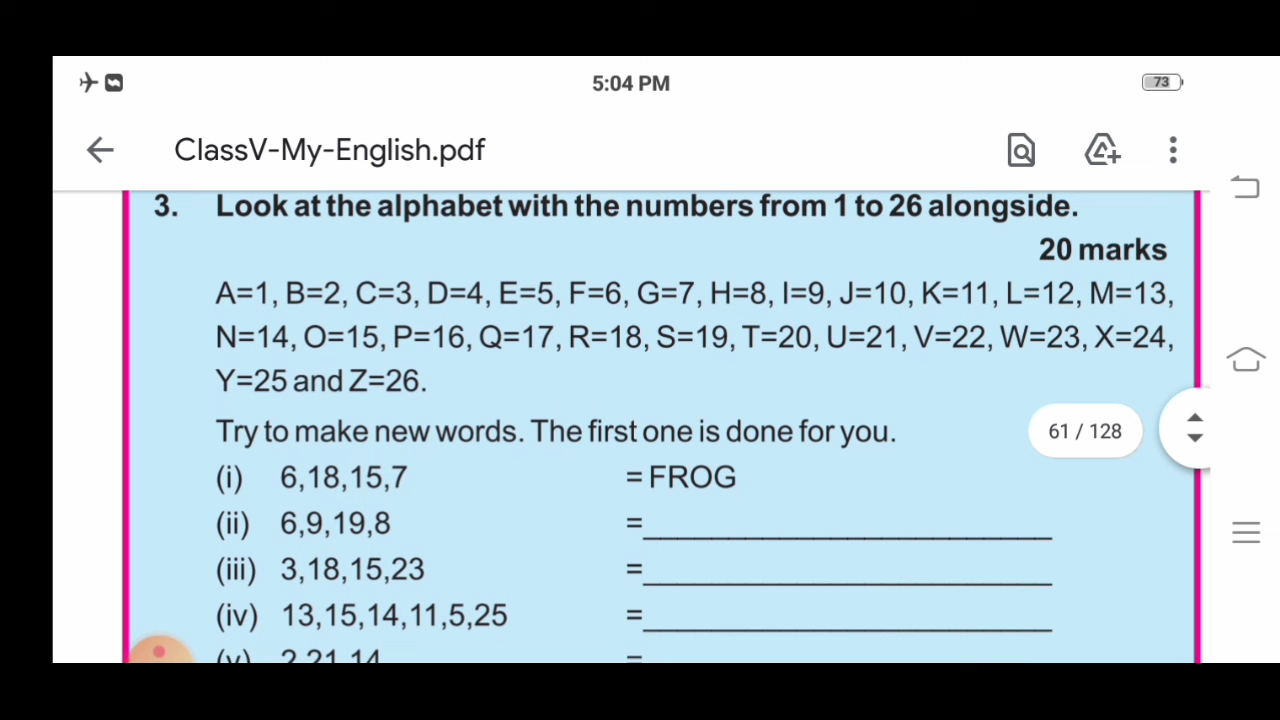 5:04 PM
73
ClassV-My-English.pdf
3. Look at the alphabet with the numbers from 1 to 26 alongside.
20 marks
A=1, B=2, C=3, D=4, E=5, F=6, G=7, H=8, I=9, J=10, K=11, L=12, M=13,
N=14, O=15, P=16, Q=17, R=18, S=19, T=20, U=21, V=22, W=23, X=24,
Y=25 and Z=26.
Try to make new words. The first one is done for you.
61 / 128
(i) 6,18,15,7 = FROG
(ii) 6,9,19,8 =
(iii) 3,18,15,23 =
(iv) 13,15,14,11,5,25 =
(v) 2,21,14 =